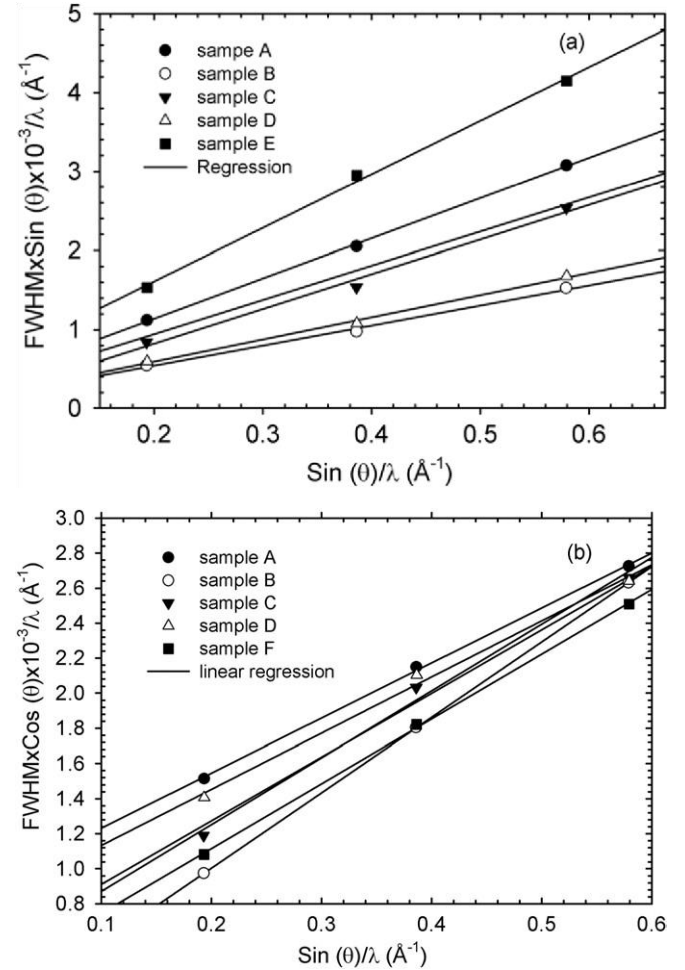 (a)
sampe A
sample B
sample C
sample D
sample E
Regression
FWHMxSin (θ)x10⁻³/λ (Å⁻¹)
5
4
3
2
1
0
0.2 0.3 0.4 0.5 0.6
Sin (θ)/λ (Å⁻¹)
(b)
sample A
sample B
sample C
sample D
sample F
linear regression
FWHMxCos (θ)x10⁻³/λ (Å⁻¹)
3.0
2.8
2.6
2.4
2.2
2.0
1.8
1.6
1.4
1.2
1.0
0.8
0.1 0.2 0.3 0.4 0.5 0.6
Sin (θ)/λ (Å⁻¹)